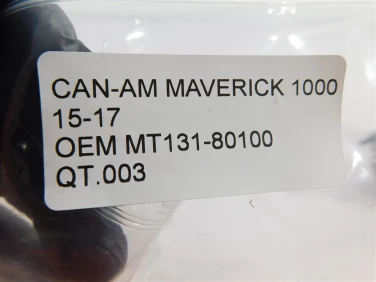 CAN-AM MAVERICK 1000
15-17
OEM MT131-80100
QT.003